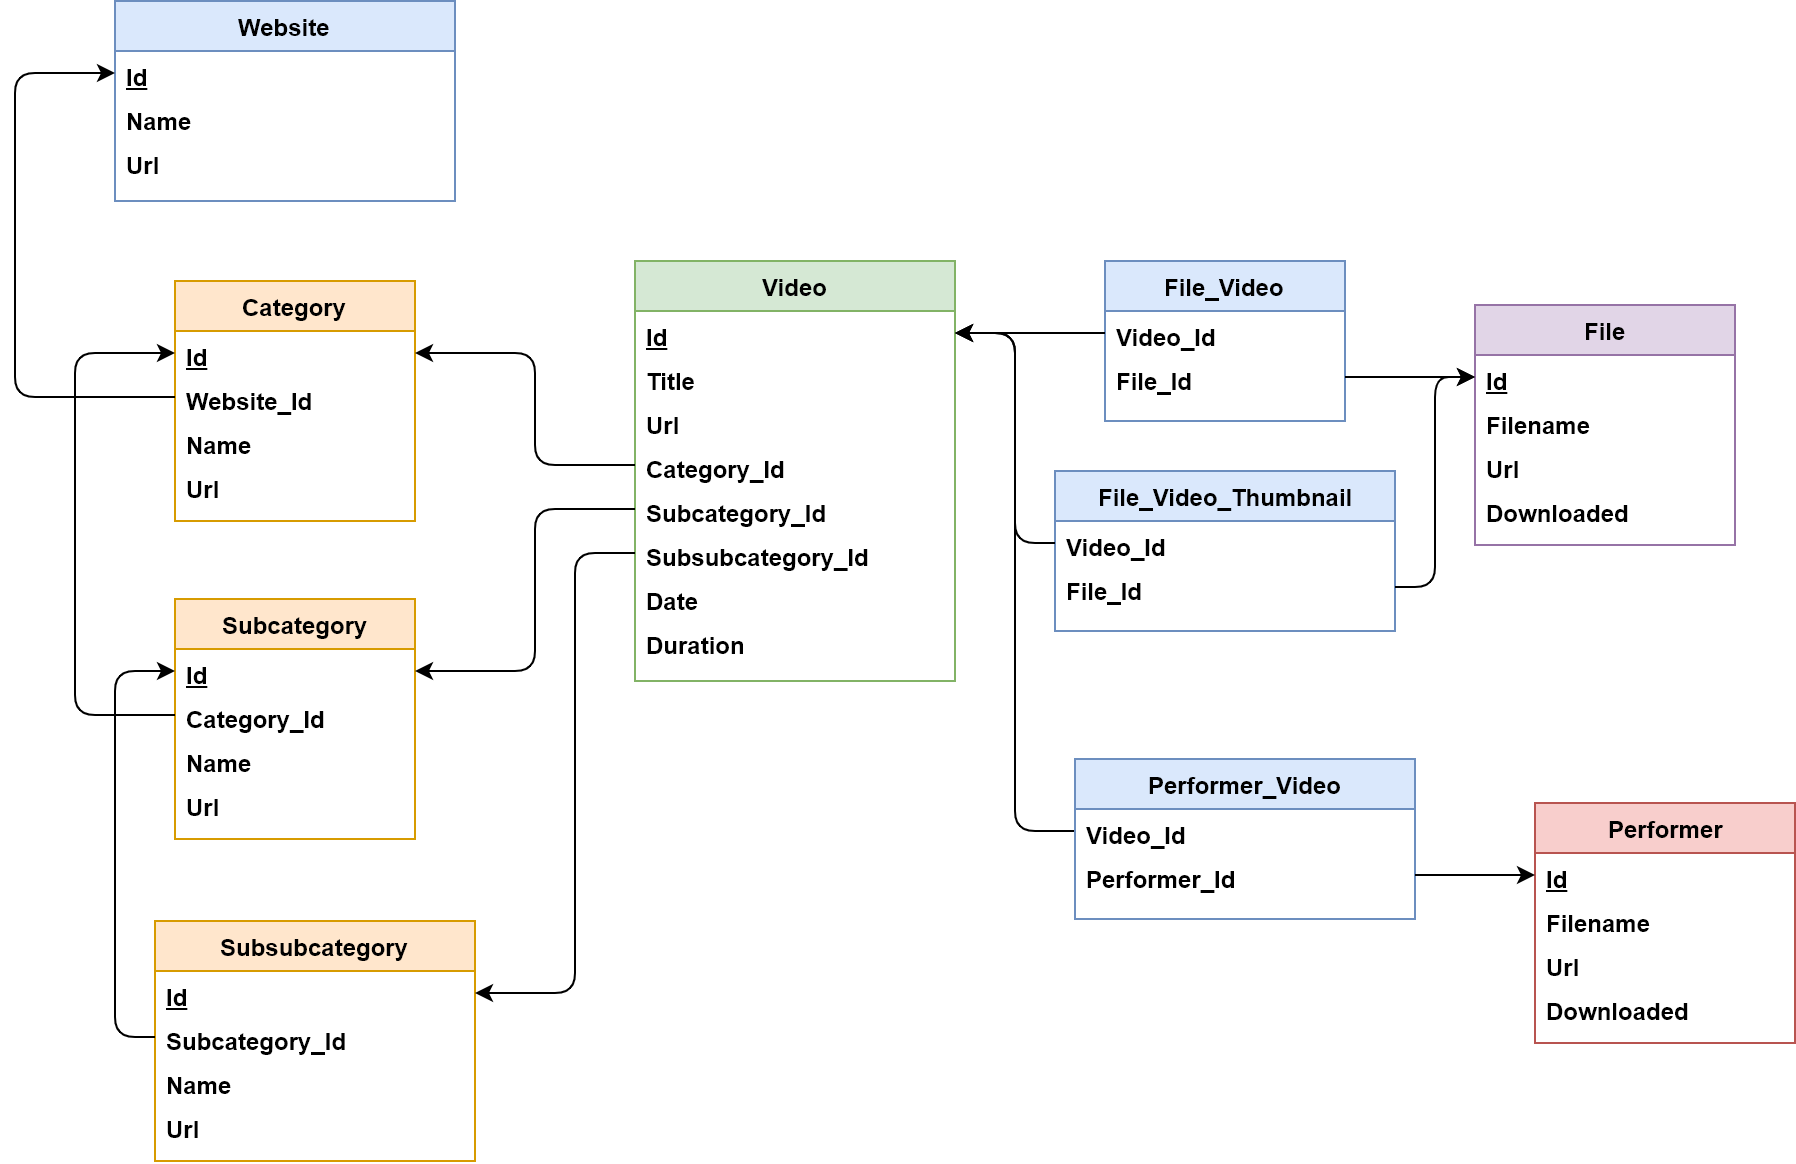 Website
Id
Name
Url
Category
Id
Website_Id
Name
Url
Subcategory
Id
Category_Id
Name
Url
Subsubcategory
Id
Subcategory_Id
Name
Url
Video
Id
Title
Url
Category_Id
Subcategory_Id
Subsubcategory_Id
Date
Duration
File_Video
Video_Id
File_Id
File_Video_Thumbnail
Video_Id
File_Id
File
Id
Filename
Url
Downloaded
Performer_Video
Video_Id
Performer_Id
Performer
Id
Filename
Url
Downloaded